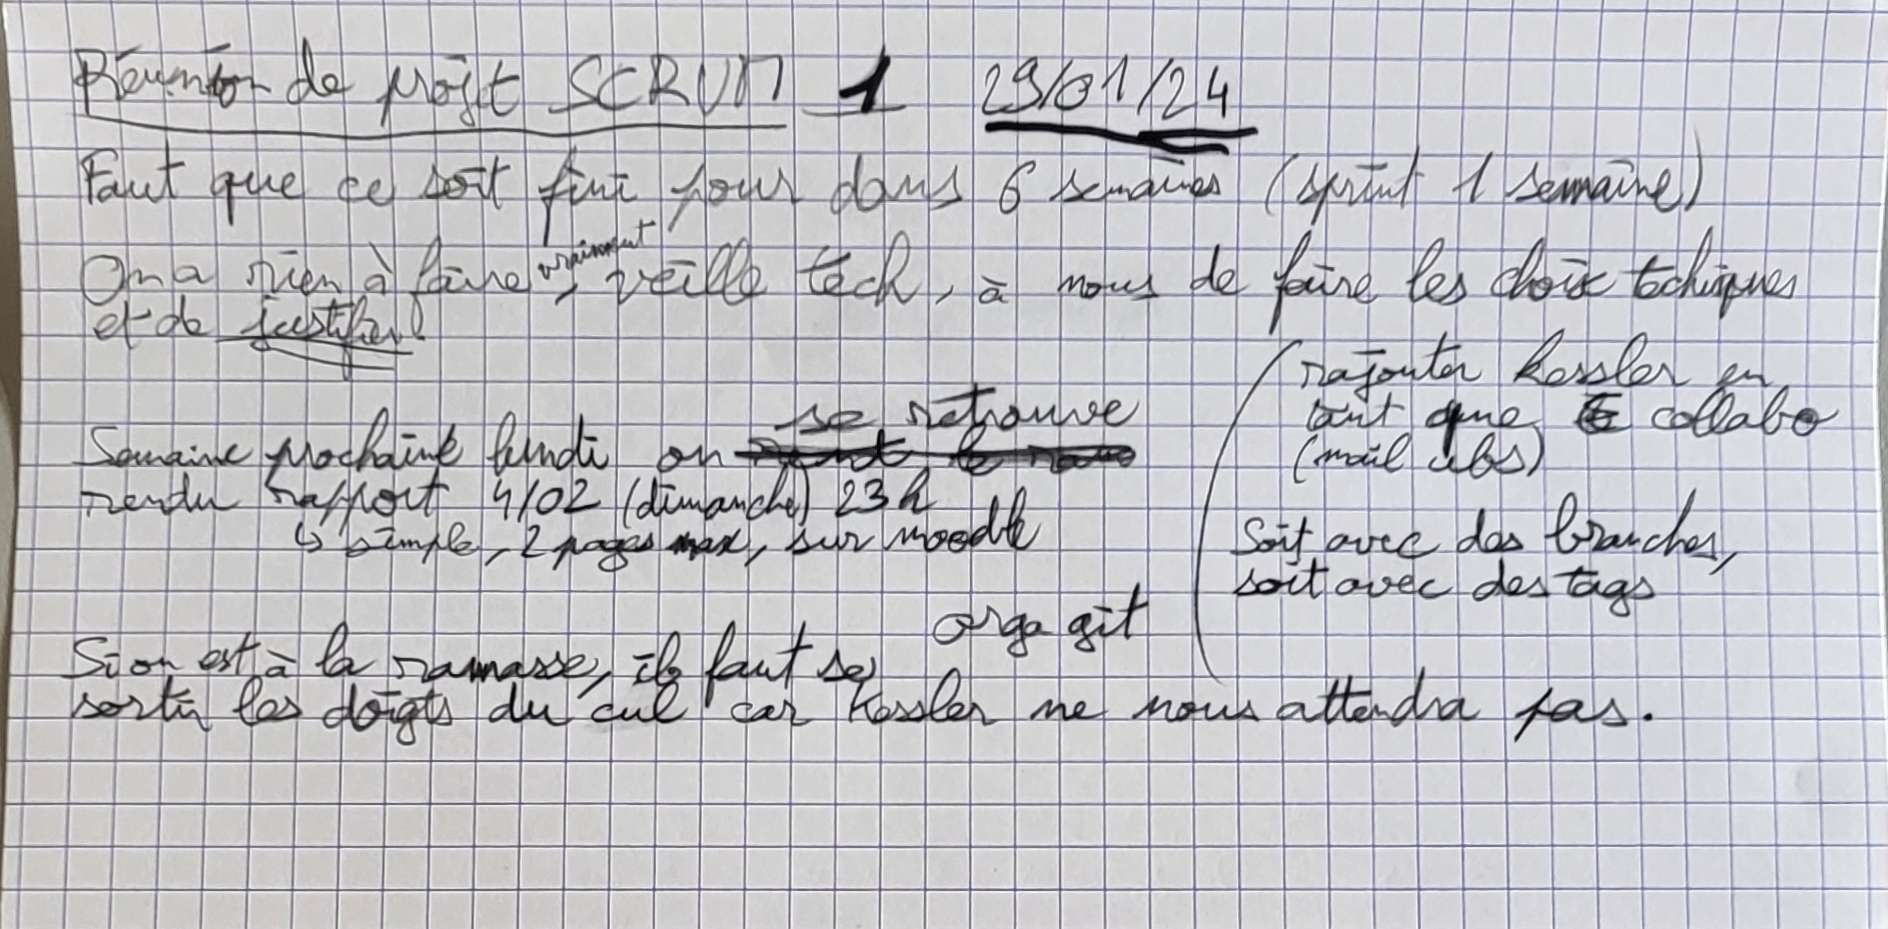 Réunion de projet SCRUM 1 29/01/24
Faut que ce soit fini pour dans 6 semaines (sprint 1 semaine)
On a rien à faire vraiment, veille tech, à nous de faire les choix techiques
et de justifier
Semaine prochaine lundi on se retrouve
rendu rapport 4/02 (dimanche) 23h
↳ simple, 2 pages max, sur moodle
orga git
rajouter Kessler en
tant que collabo
(mail ubs)
Soit avec des branches,
soit avec des tags
Si on est à la ramasse, il faut se
sortir les doigts du cul car Kessler ne nous attendra pas.